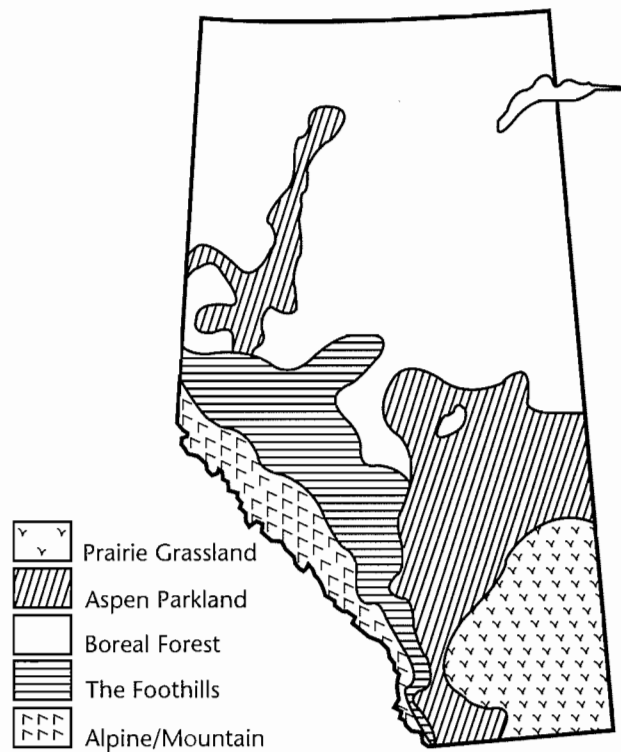 Prairie Grassland
Aspen Parkland
Boreal Forest
The Foothills
Alpine/Mountain